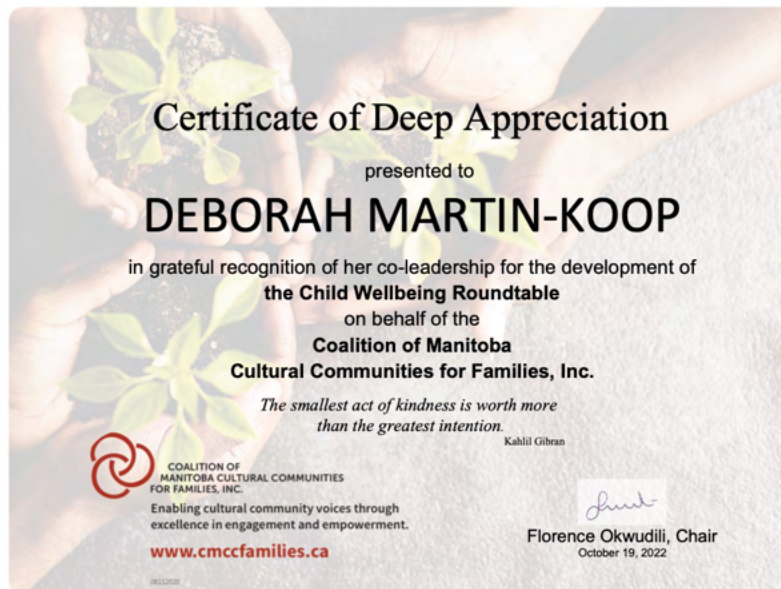 Certificate of Deep Appreciation
presented to
DEBORAH MARTIN-KOOP
in grateful recognition of her co-leadership for the development of
the Child Wellbeing Roundtable
on behalf of the
Coalition of Manitoba
Cultural Communities for Families, Inc.
The smallest act of kindness is worth more
than the greatest intention.
Kahlil Gibran
COALITION OF
MANITOBA CULTURAL COMMUNITIES
FOR FAMILIES, INC.
Enabling cultural community voices through
excellence in engagement and empowerment.
www.cmccfamilies.ca
Florence Okwudili, Chair
October 19, 2022